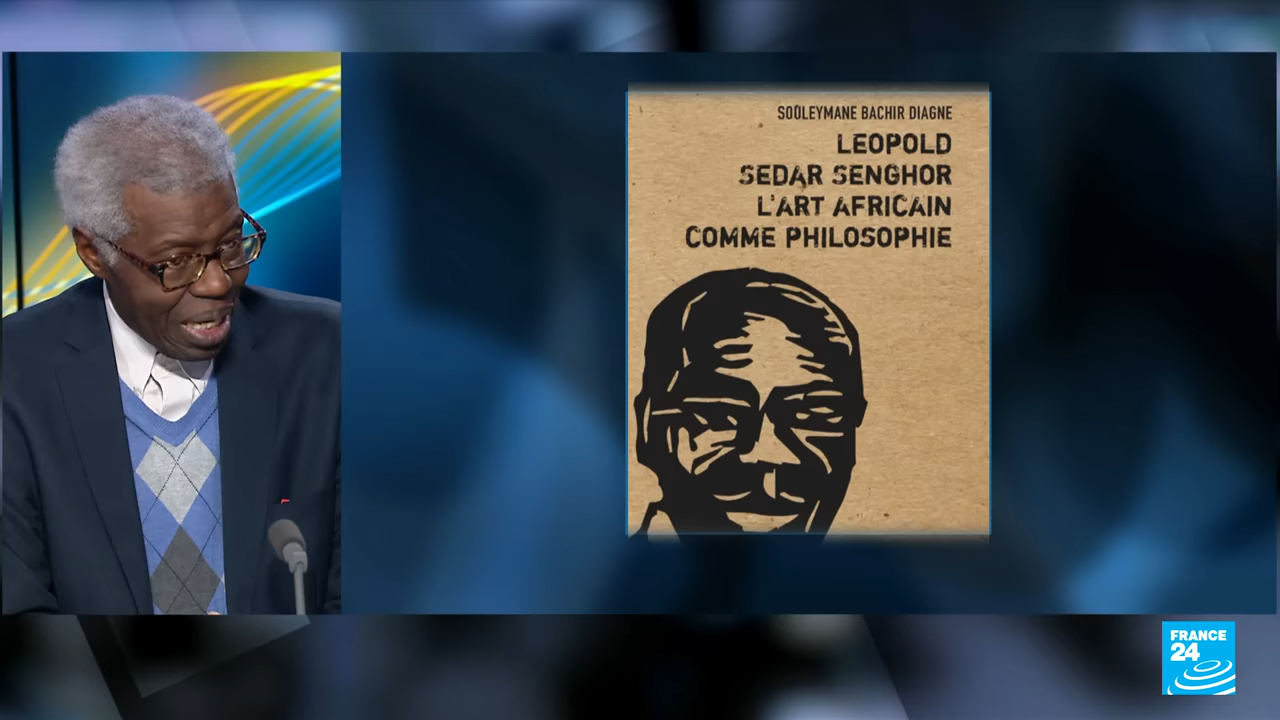 SOULEYMANE BACHIR DIAGNE
LEOPOLD
SEDAR SENGHOR
L'ART AFRICAIN
COMME PHILOSOPHIE
FRANCE
24